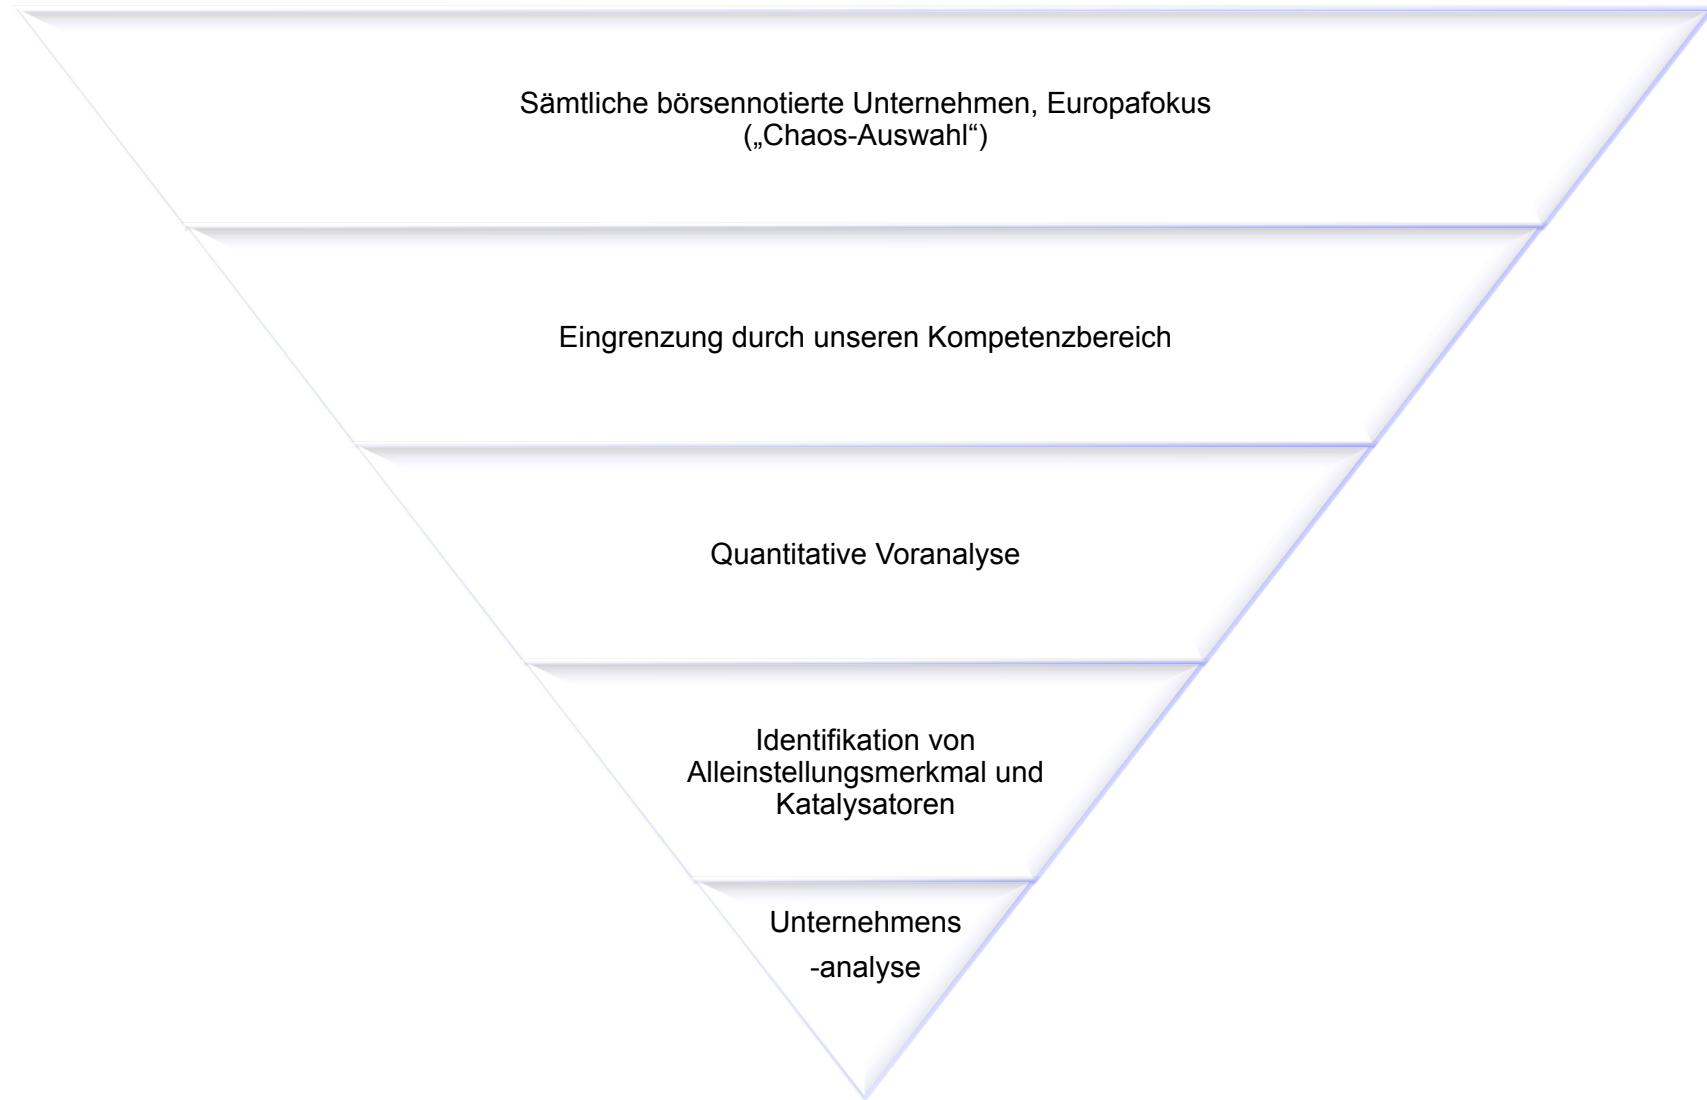 Sämtliche börsennotierte Unternehmen, Europafokus
(„Chaos-Auswahl“)
Eingrenzung durch unseren Kompetenzbereich
Quantitative Voranalyse
Identifikation von
Alleinstellungsmerkmal und
Katalysatoren
Unternehmens
-analyse